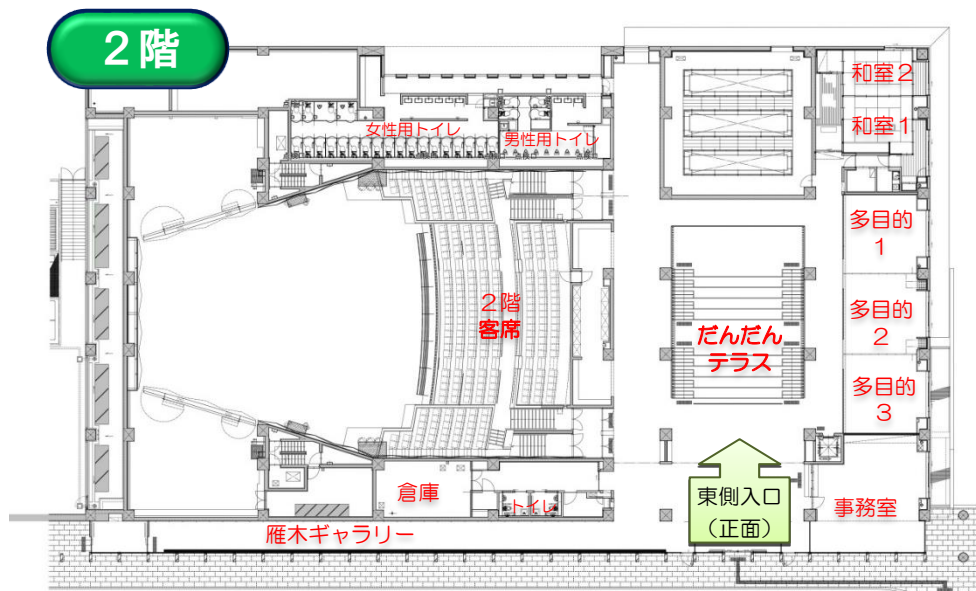 ２階
和室２
女性用トイレ
男性用トイレ
和室１
多目的
１
２階
客席
多目的
２
だんだん
テラス
多目的
３
倉庫
トイレ
東側入口
（正面）
事務室
雁木ギャラリー